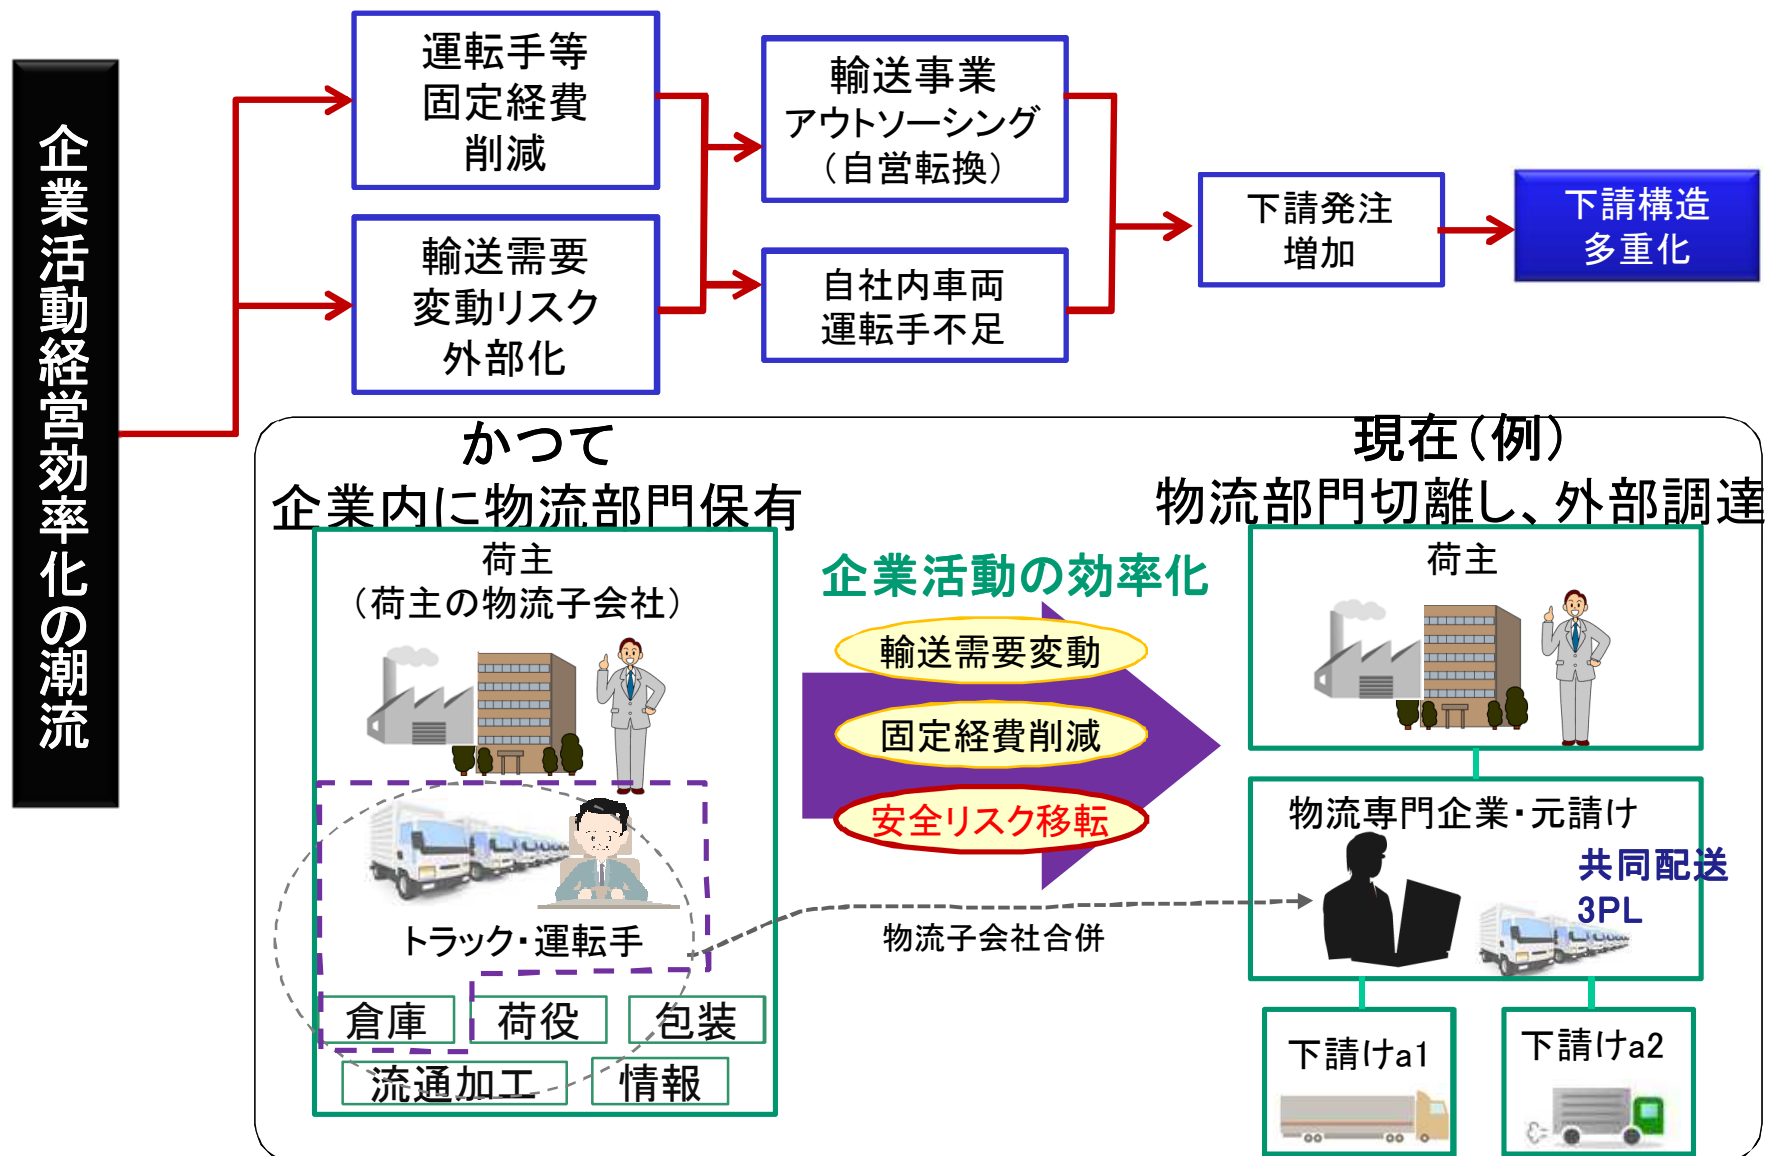 企業活動経営効率化の潮流
運転手等
固定経費
削減
輸送需要
変動リスク
外部化
輸送事業
アウトソーシング
（自営転換）
自社内車両
運転手不足
下請発注
増加
下請構造
多重化
かつて
企業内に物流部門保有
荷主
（荷主の物流子会社）
トラック・運転手
倉庫
荷役
包装
流通加工
情報
企業活動の効率化
輸送需要変動
固定経費削減
安全リスク移転
物流子会社合併
現在（例）
物流部門切離し、外部調達
荷主
物流専門企業・元請け
共同配送
3PL
下請けa1
下請けa2